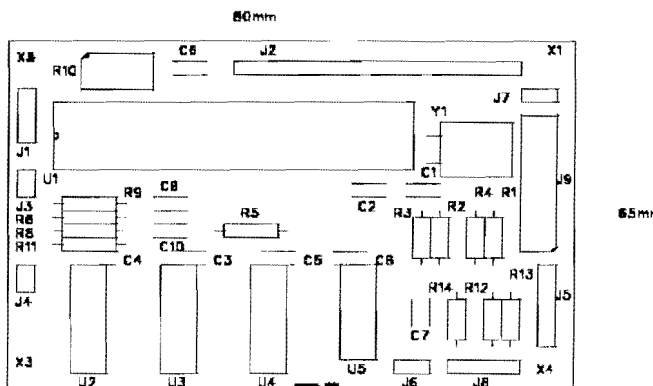 80mm
X2 C6 J2 X1
R10
J7
Y1
J1
U1 C1
R9 C8 R4 R1 J9
J3 C2 R3 R2
R6 R5 65mm
R8
R11 C10 R13
C4 C3 C5 C6
J4 R14 R12 J5
C7
X3 U5 X4
U2 U3 U4 J6 J8